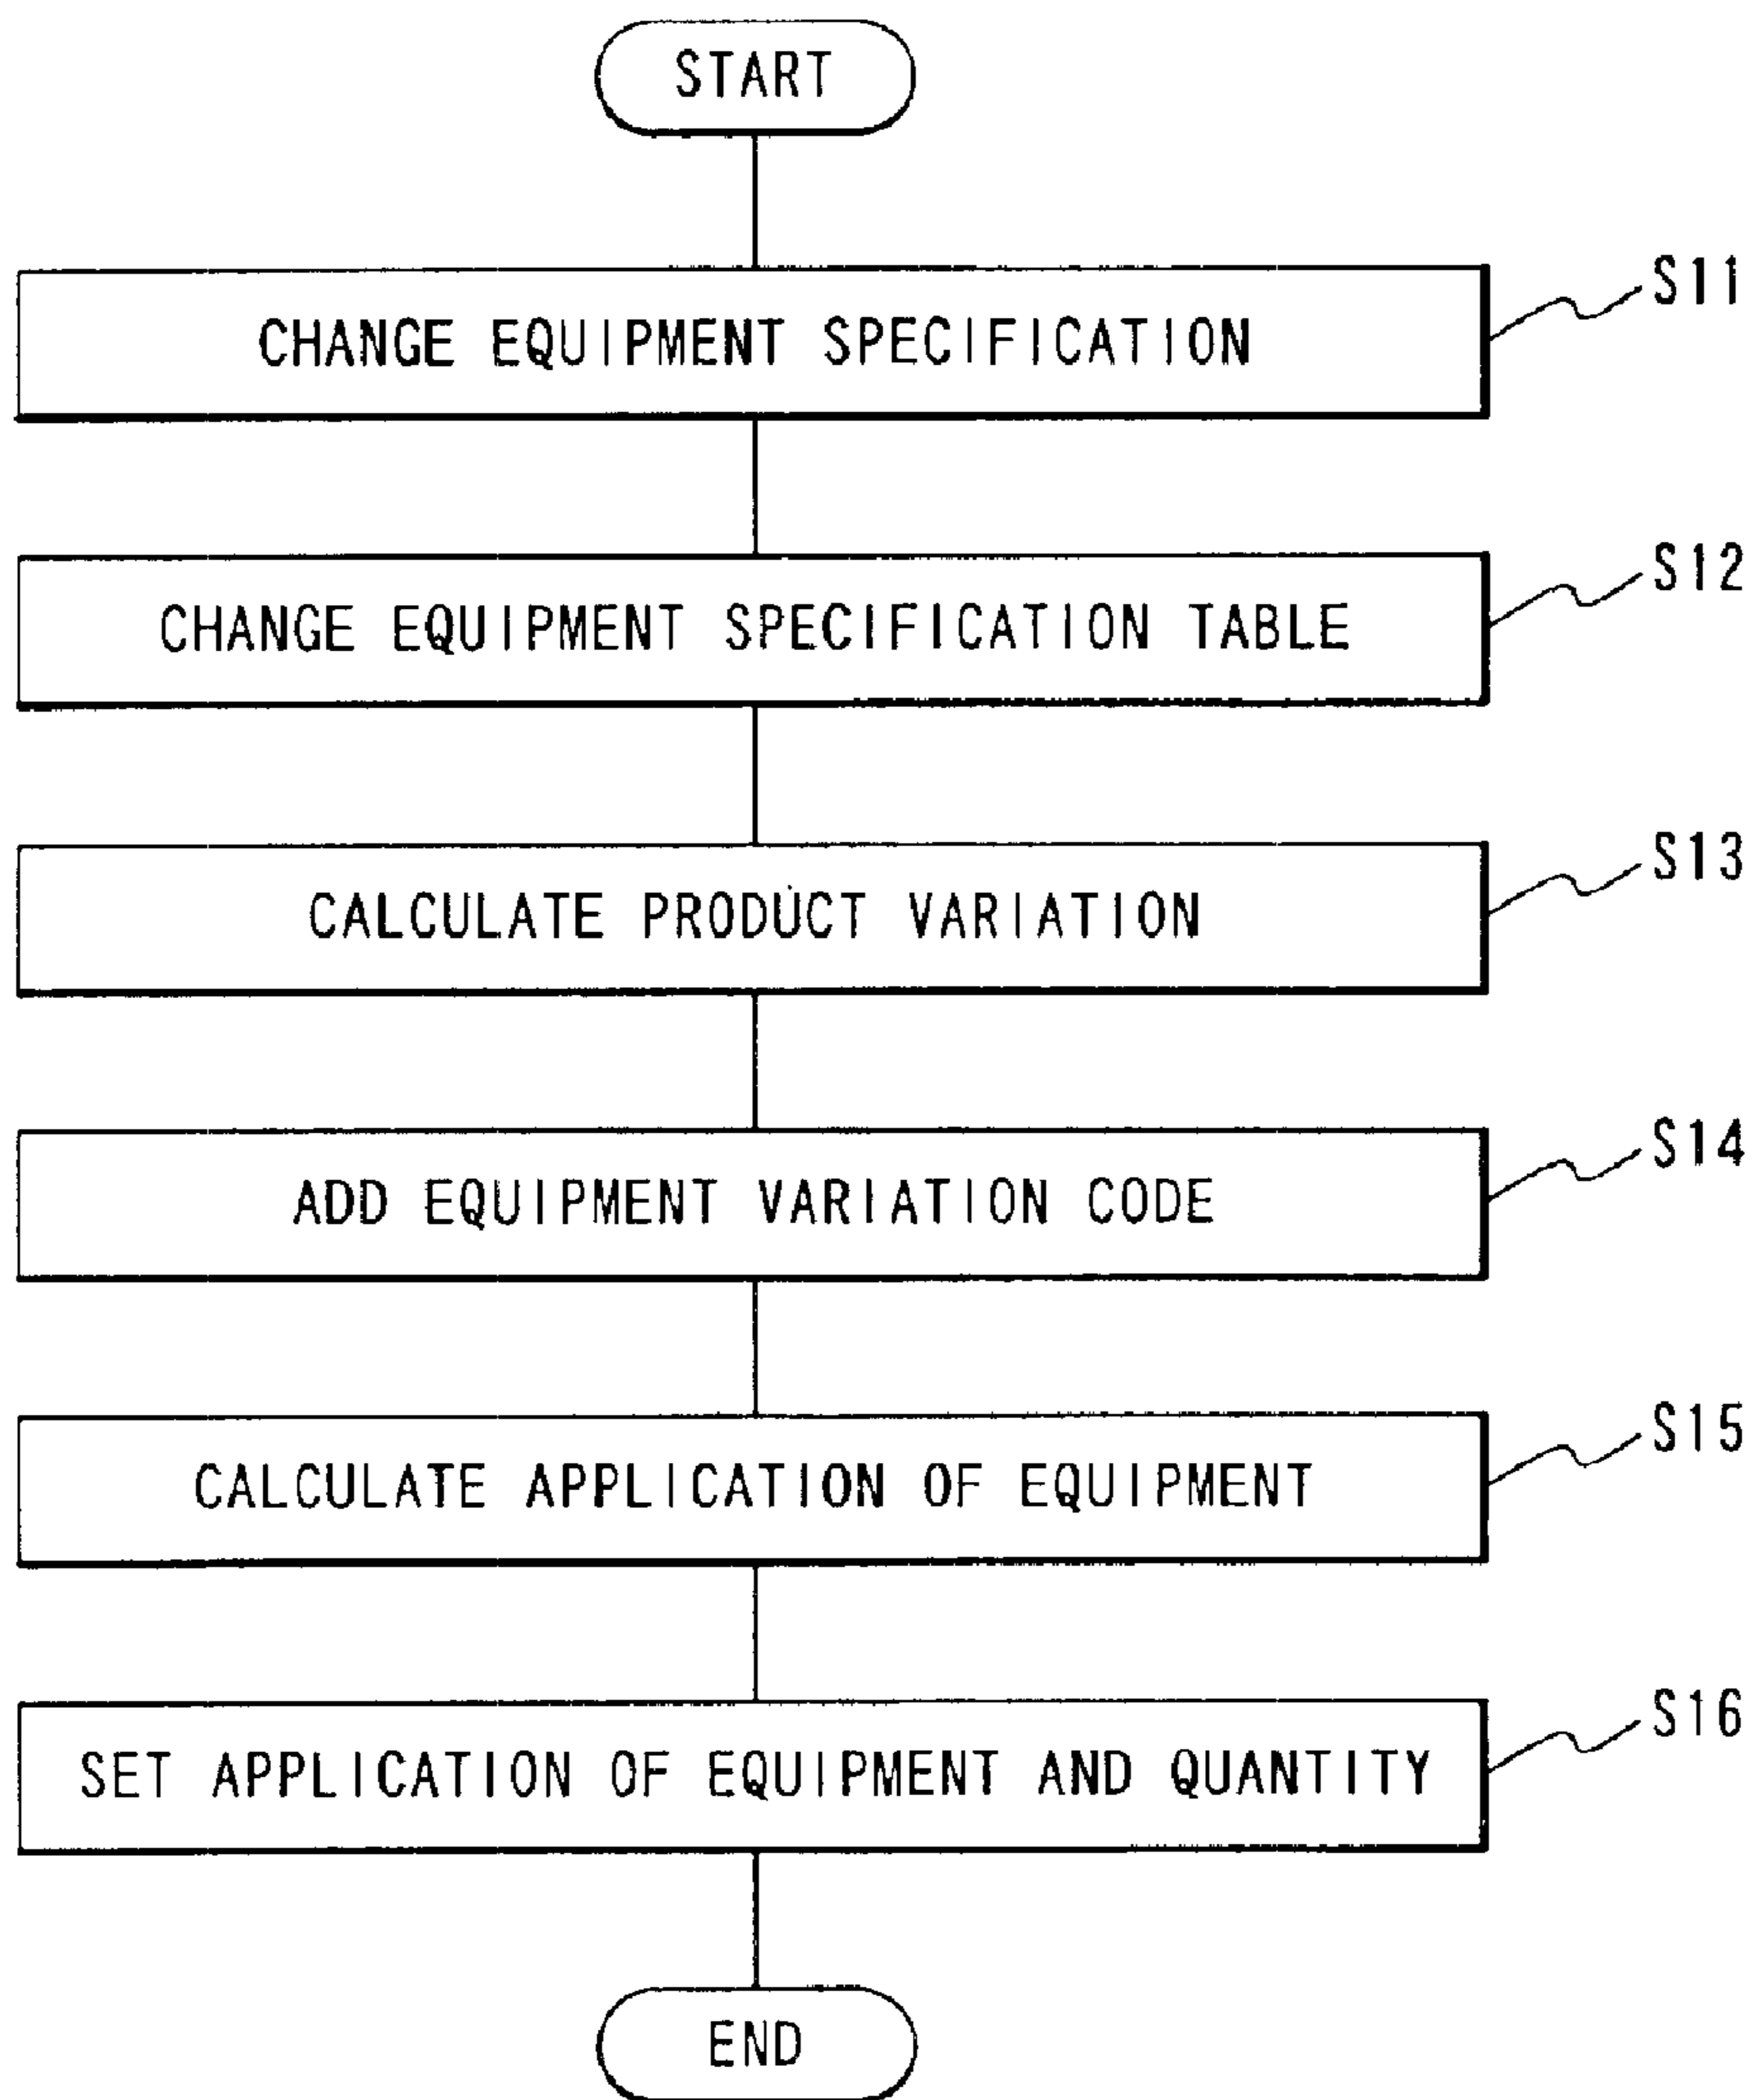 START
CHANGE EQUIPMENT SPECIFICATION
S11
CHANGE EQUIPMENT SPECIFICATION TABLE
S12
CALCULATE PRODUCT VARIATION
S13
ADD EQUIPMENT VARIATION CODE
S14
CALCULATE APPLICATION OF EQUIPMENT
S15
SET APPLICATION OF EQUIPMENT AND QUANTITY
S16
END